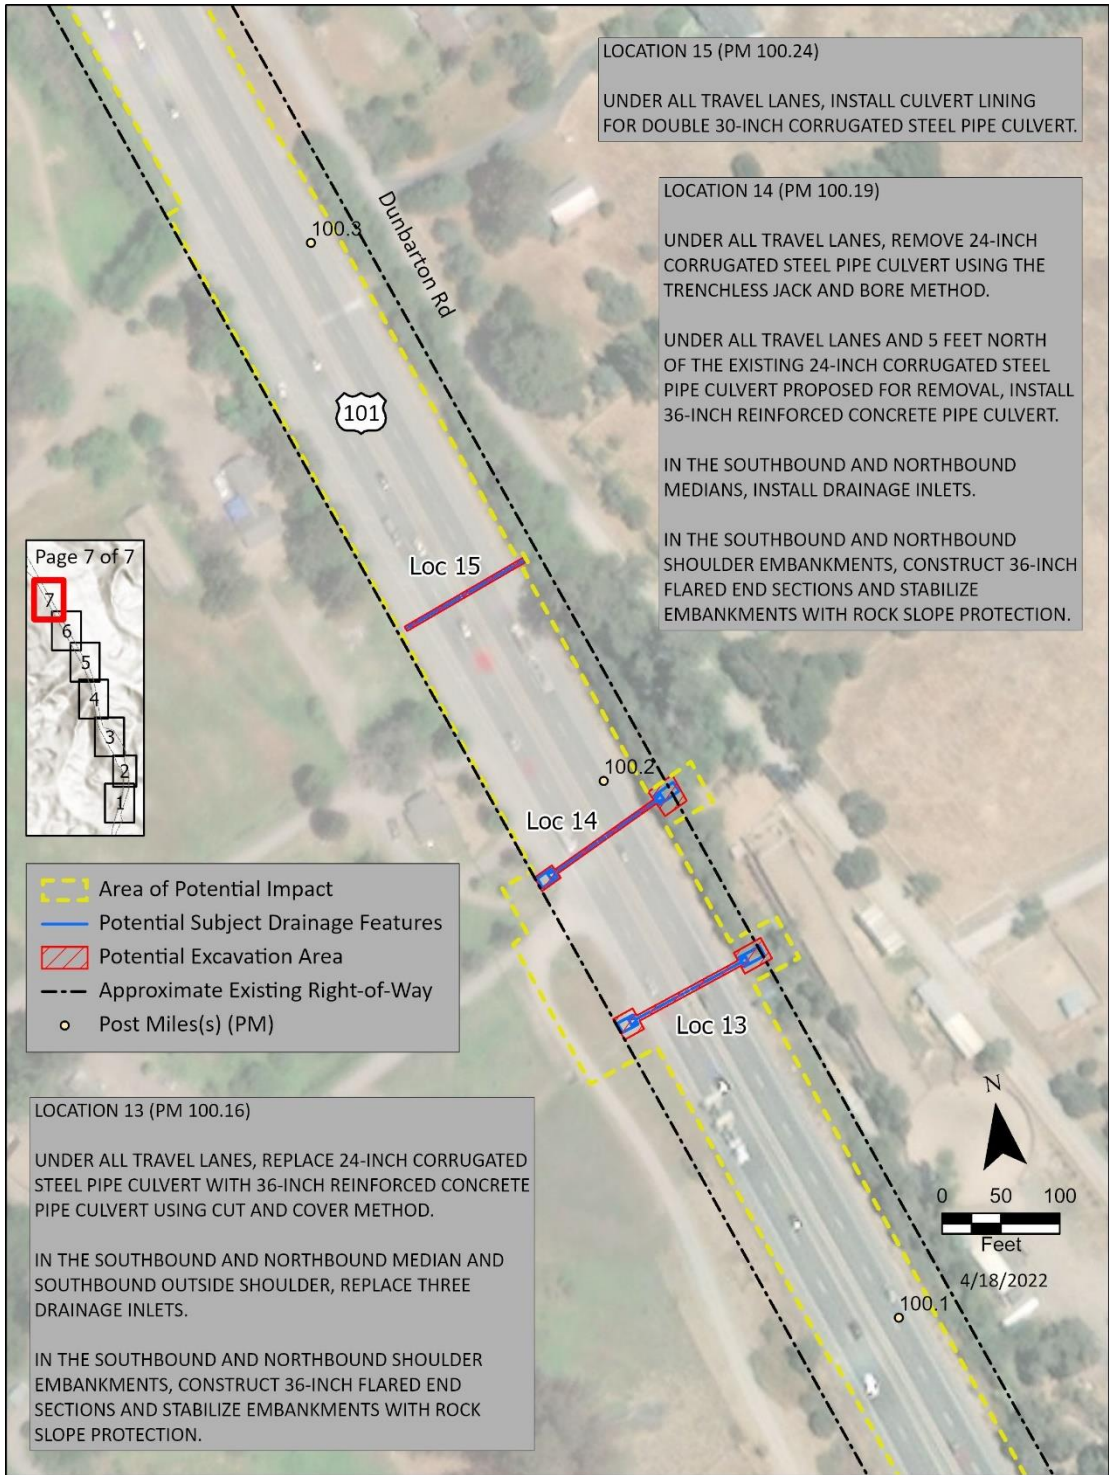 LOCATION 15 (PM 100.24)
UNDER ALL TRAVEL LANES, INSTALL CULVERT LINING
FOR DOUBLE 30-INCH CORRUGATED STEEL PIPE CULVERT.
LOCATION 14 (PM 100.19)
UNDER ALL TRAVEL LANES, REMOVE 24-INCH
CORRUGATED STEEL PIPE CULVERT USING THE
TRENCHLESS JACK AND BORE METHOD.
UNDER ALL TRAVEL LANES AND 5 FEET NORTH
OF THE EXISTING 24-INCH CORRUGATED STEEL
PIPE CULVERT PROPOSED FOR REMOVAL, INSTALL
36-INCH REINFORCED CONCRETE PIPE CULVERT.
IN THE SOUTHBOUND AND NORTHBOUND
MEDIANS, INSTALL DRAINAGE INLETS.
IN THE SOUTHBOUND AND NORTHBOUND
SHOULDER EMBANKMENTS, CONSTRUCT 36-INCH
FLARED END SECTIONS AND STABILIZE
EMBANKMENTS WITH ROCK SLOPE PROTECTION.
100.3
Dunbarton Rd
101
Loc 15
Page 7 of 7
7
6
5
4
3
2
1
100.2
Loc 14
Area of Potential Impact
Potential Subject Drainage Features
Potential Excavation Area
Approximate Existing Right-of-Way
Post Miles(s) (PM)
Loc 13
N
0 50 100
Feet
4/18/2022
100.1
LOCATION 13 (PM 100.16)
UNDER ALL TRAVEL LANES, REPLACE 24-INCH CORRUGATED
STEEL PIPE CULVERT WITH 36-INCH REINFORCED CONCRETE
PIPE CULVERT USING CUT AND COVER METHOD.
IN THE SOUTHBOUND AND NORTHBOUND MEDIAN AND
SOUTHBOUND OUTSIDE SHOULDER, REPLACE THREE
DRAINAGE INLETS.
IN THE SOUTHBOUND AND NORTHBOUND SHOULDER
EMBANKMENTS, CONSTRUCT 36-INCH FLARED END
SECTIONS AND STABILIZE EMBANKMENTS WITH ROCK
SLOPE PROTECTION.